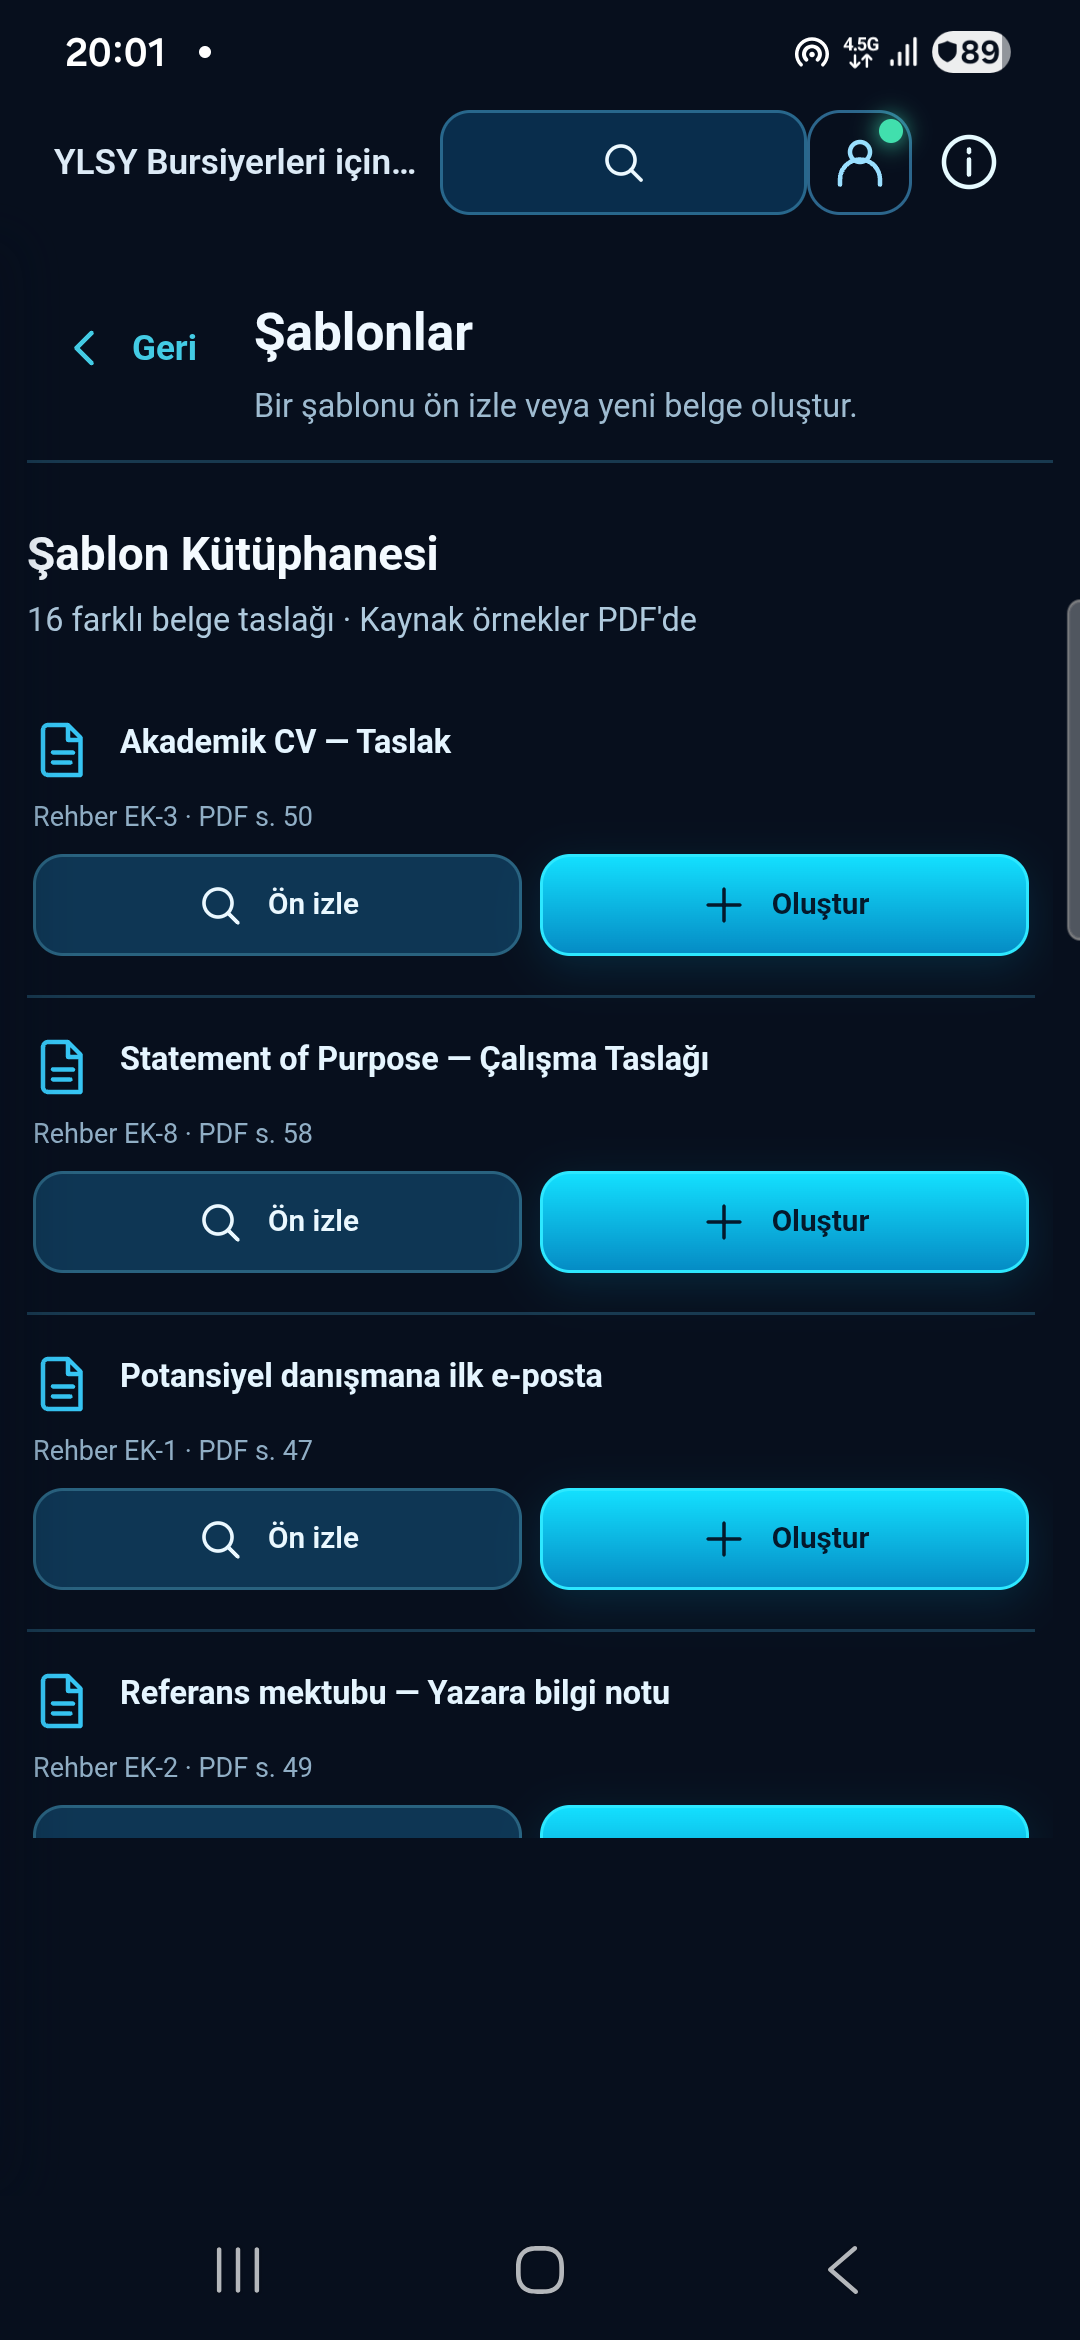 20:01
4.5G
89
YLSY Bursiyerleri için...
Geri
Şablonlar
Bir şablonu ön izle veya yeni belge oluştur.
Şablon Kütüphanesi
16 farklı belge taslağı · Kaynak örnekler PDF'de
Akademik CV — Taslak
Rehber EK-3 · PDF s. 50
Ön izle
Oluştur
Statement of Purpose — Çalışma Taslağı
Rehber EK-8 · PDF s. 58
Ön izle
Oluştur
Potansiyel danışmana ilk e-posta
Rehber EK-1 · PDF s. 47
Ön izle
Oluştur
Referans mektubu — Yazara bilgi notu
Rehber EK-2 · PDF s. 49